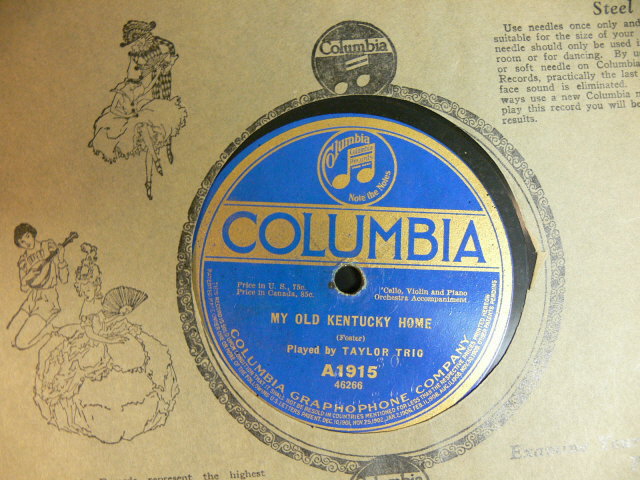 Steel
Use needles once only and
suitable for the size of your
needle should only be used i
room or for dancing. By u
or soft needle on Columbia
Records, practically the last
face sound is eliminated.
ways use a new Columbia n
play this record you will be
results.
Columbia
Columbia
Note the Notes
COLUMBIA
Price in U. S., 75c.
Price in Canada, 85c.
'Cello, Violin and Piano
Orchestra Accompaniment
MY OLD KENTUCKY HOME
(Foster)
Played by TAYLOR TRIO
A1915
46266
COLUMBIA GRAPHOPHONE COMPANY
represent the highest
Columbia